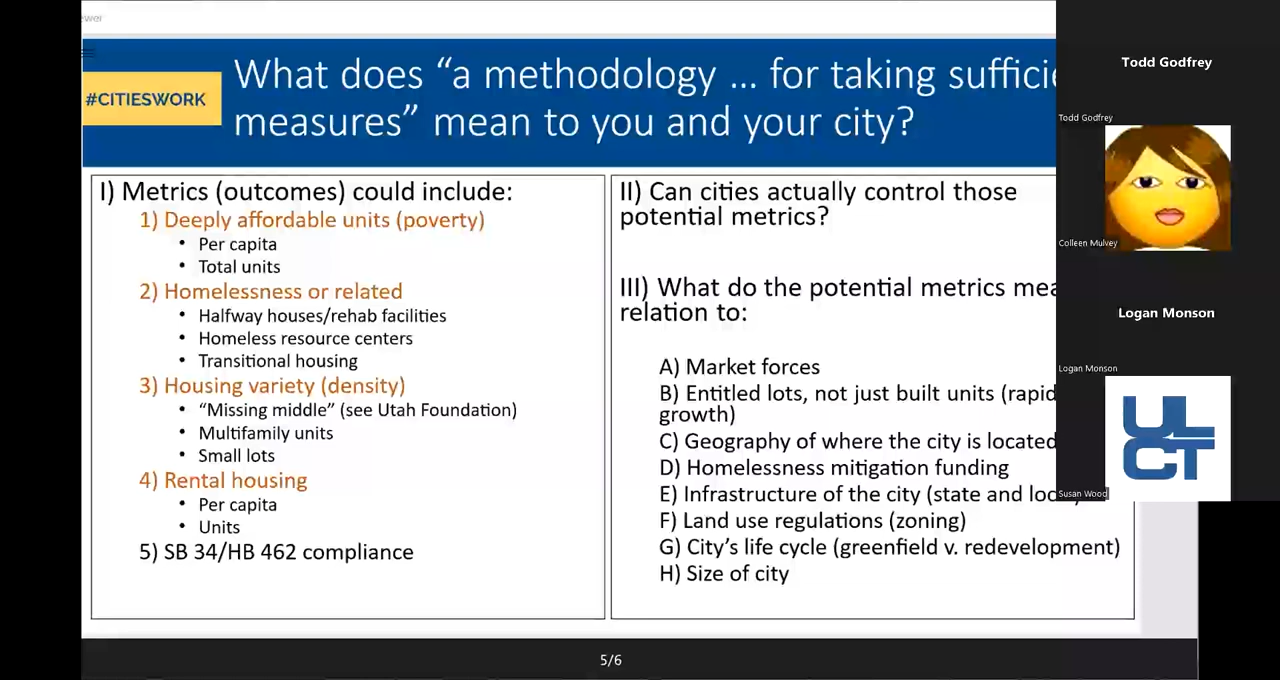 ewer
#CITIESWORK
What does “a methodology ... for taking sufficie
measures” mean to you and your city?
I) Metrics (outcomes) could include:
1) Deeply affordable units (poverty)
• Per capita
• Total units
2) Homelessness or related
• Halfway houses/rehab facilities
• Homeless resource centers
• Transitional housing
3) Housing variety (density)
• “Missing middle” (see Utah Foundation)
• Multifamily units
• Small lots
4) Rental housing
• Per capita
• Units
5) SB 34/HB 462 compliance
II) Can cities actually control those
potential metrics?
III) What do the potential metrics mea
relation to:
A) Market forces
B) Entitled lots, not just built units (rapid
growth)
C) Geography of where the city is located
D) Homelessness mitigation funding
E) Infrastructure of the city (state and loc
F) Land use regulations (zoning)
G) City’s life cycle (greenfield v. redevelopment)
H) Size of city
5/6
Todd Godfrey
Todd Godfrey
Colleen Mulvey
Logan Monson
Logan Monson
UL
CT
Susan Wood